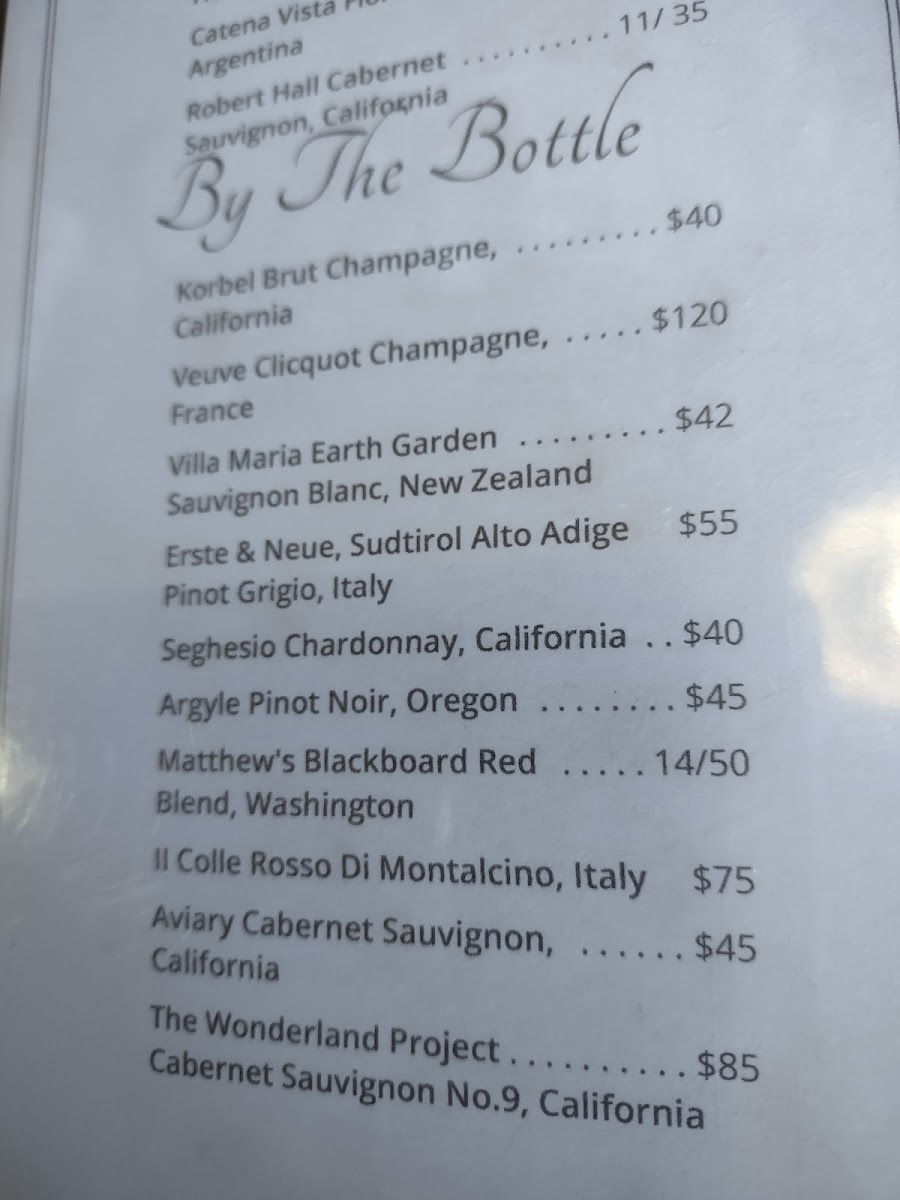 Catena Vista
Argentina
Robert Hall Cabernet .......... 11/ 35
Sauvignon, California
By The Bottle
Korbel Brut Champagne, ......... $40
California
Veuve Clicquot Champagne, ..... $120
France
Villa Maria Earth Garden ......... $42
Sauvignon Blanc, New Zealand
Erste & Neue, Sudtirol Alto Adige $55
Pinot Grigio, Italy
Seghesio Chardonnay, California .. $40
Argyle Pinot Noir, Oregon ........ $45
Matthew's Blackboard Red ..... 14/50
Blend, Washington
Il Colle Rosso Di Montalcino, Italy $75
Aviary Cabernet Sauvignon, ...... $45
California
The Wonderland Project .......... $85
Cabernet Sauvignon No.9, California